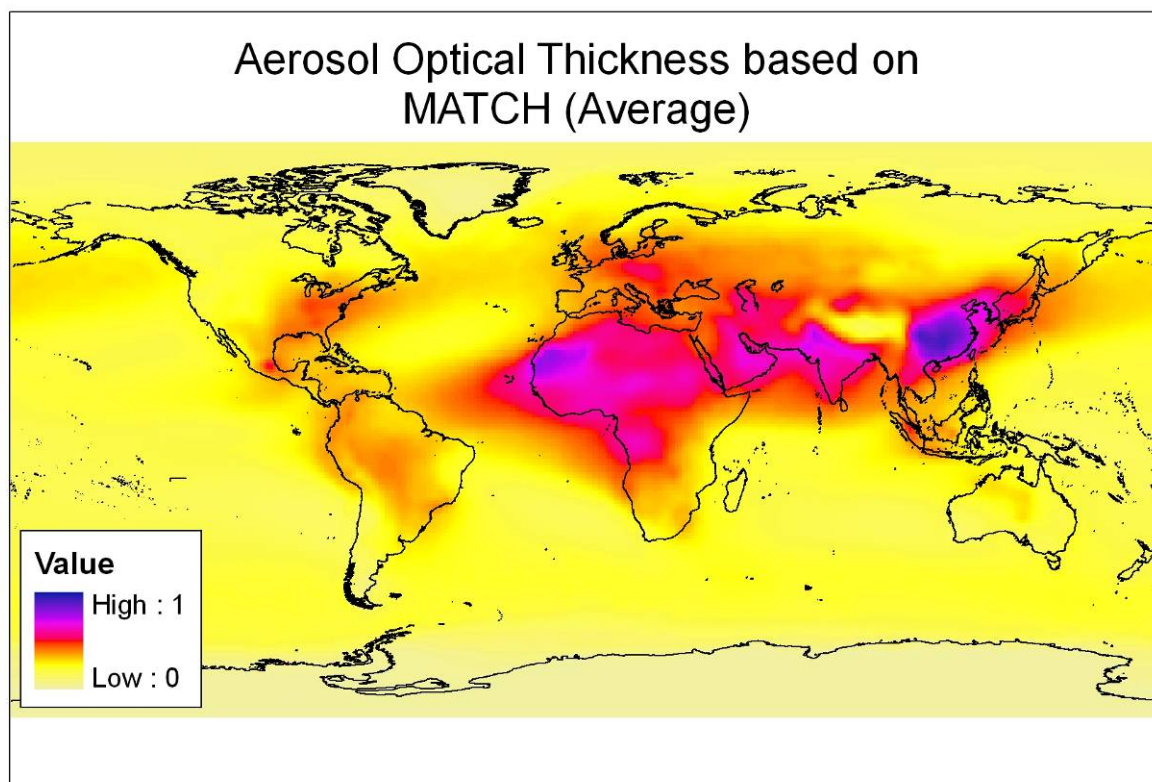 Aerosol Optical Thickness based on
MATCH (Average)
Value
High : 1
Low : 0